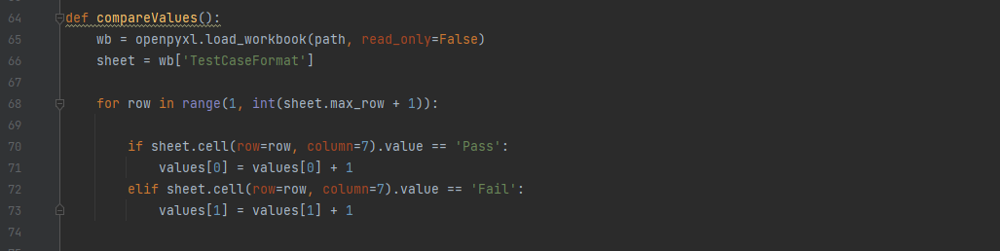 64 def compareValues():
65     wb = openpyxl.load_workbook(path, read_only=False)
66     sheet = wb['TestCaseFormat']
67
68     for row in range(1, int(sheet.max_row + 1)):
69
70         if sheet.cell(row=row, column=7).value == 'Pass':
71             values[0] = values[0] + 1
72         elif sheet.cell(row=row, column=7).value == 'Fail':
73             values[1] = values[1] + 1
74